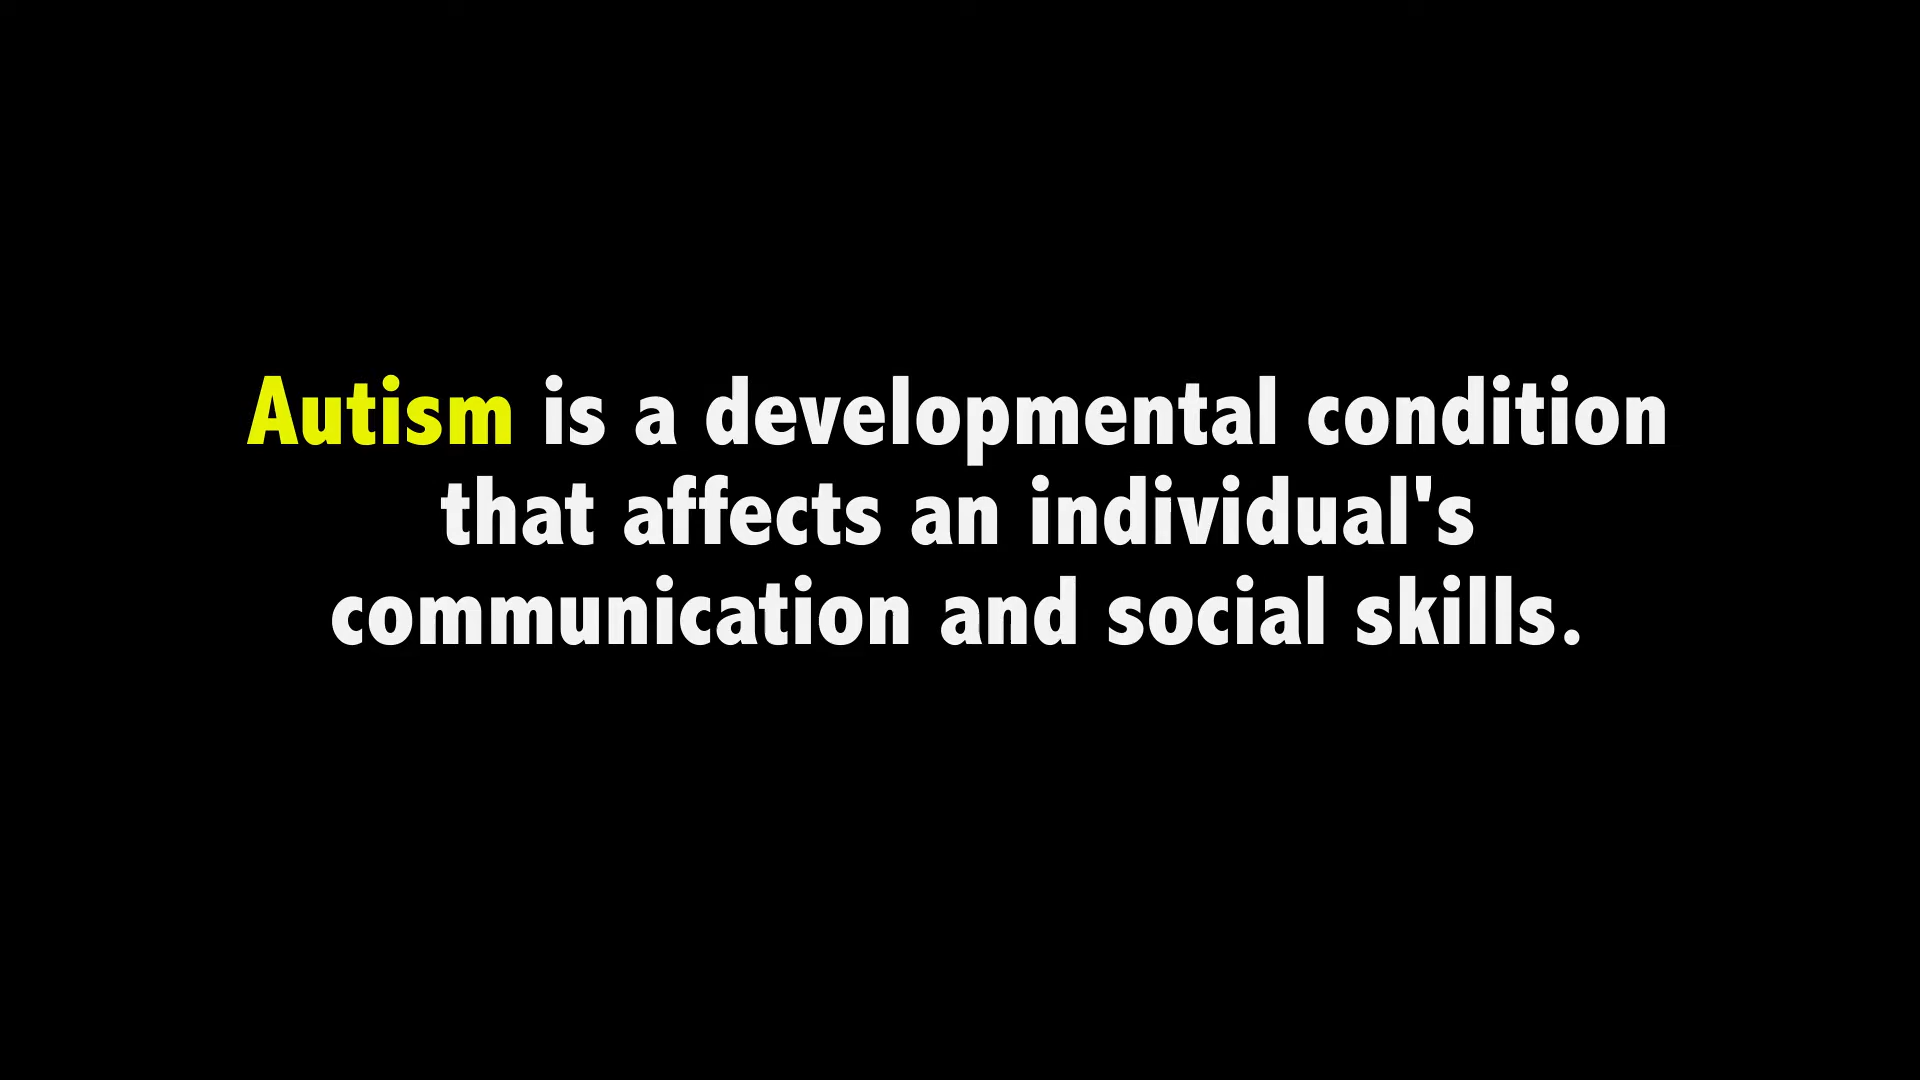 Autism is a developmental condition
that affects an individual's
communication and social skills.